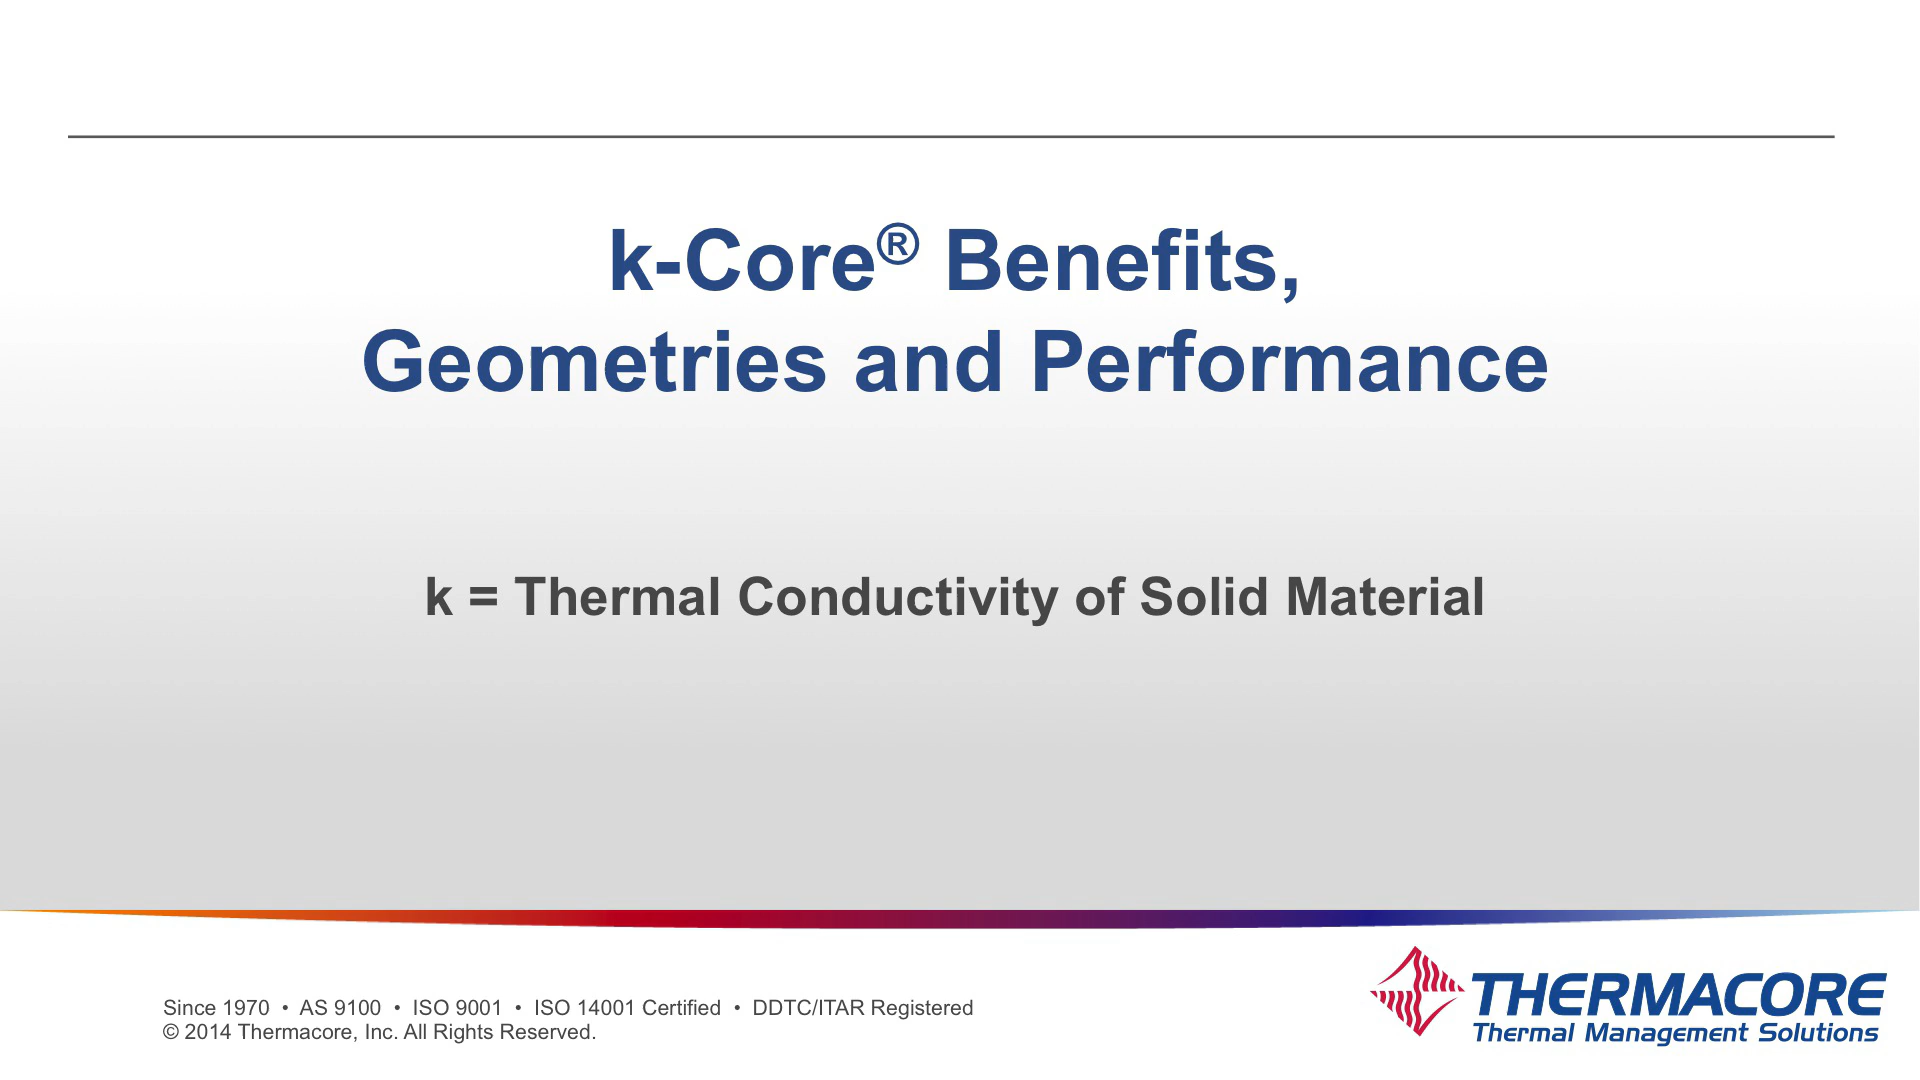 k-Core® Benefits,
Geometries and Performance
k = Thermal Conductivity of Solid Material
Since 1970 • AS 9100 • ISO 9001 • ISO 14001 Certified • DDTC/ITAR Registered
© 2014 Thermacore, Inc. All Rights Reserved.
THERMACORE
Thermal Management Solutions